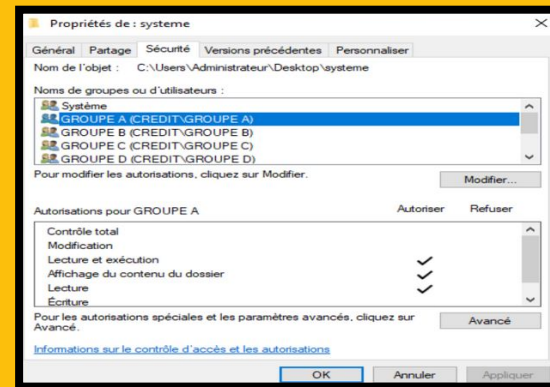 Propriétés de : systeme
Général Partage Sécurité Versions précédentes Personnaliser
Nom de l'objet : C:\Users\Administrateur\Desktop\systeme
Noms de groupes ou d'utilisateurs :
Système
GROUPE A (CREDIT\GROUPE A)
GROUPE B (CREDIT\GROUPE B)
GROUPE C (CREDIT\GROUPE C)
GROUPE D (CREDIT\GROUPE D)
Pour modifier les autorisations, cliquez sur Modifier.
Modifier...
Autorisations pour GROUPE A Autoriser Refuser
Contrôle total
Modification
Lecture et exécution
Affichage du contenu du dossier
Lecture
Écriture
Pour les autorisations spéciales et les paramètres avancés, cliquez sur
Avancé.
Avancé
Informations sur le contrôle d'accès et les autorisations
OK Annuler Appliquer